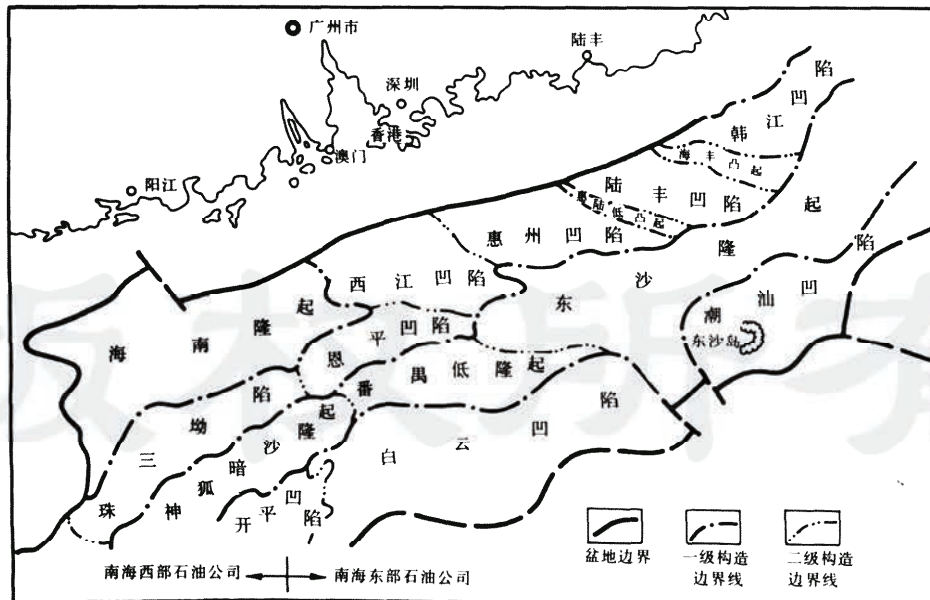 广州市
陆丰
深圳
香港
澳门
阳江
韩江凹陷
海丰凸起
陆丰凹陷
惠陆低凸起
惠州凹陷
东沙隆起
西江凹陷
潮汕凹陷
东沙岛
海南隆起
恩平凹陷
番禺低隆起
珠三坳陷
神狐暗沙隆起
开平凹陷
白云凹陷
盆地边界
一级构造
边界线
二级构造
边界线
南海西部石油公司
南海东部石油公司